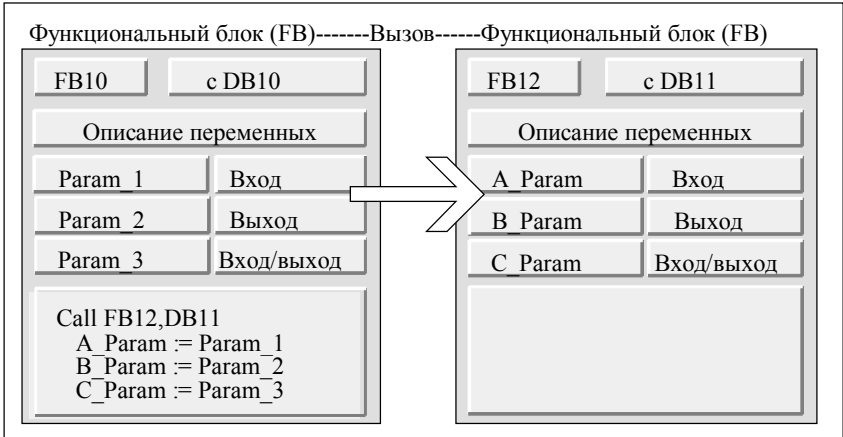 Функциональный блок (FB)-------Вызов------Функциональный блок (FB)
FB10
с DB10
Описание переменных
Param_1
Вход
Param_2
Выход
Param_3
Вход/выход
Call FB12,DB11
A_Param := Param_1
B_Param := Param_2
C_Param := Param_3
FB12
с DB11
Описание переменных
A_Param
Вход
B_Param
Выход
C_Param
Вход/выход